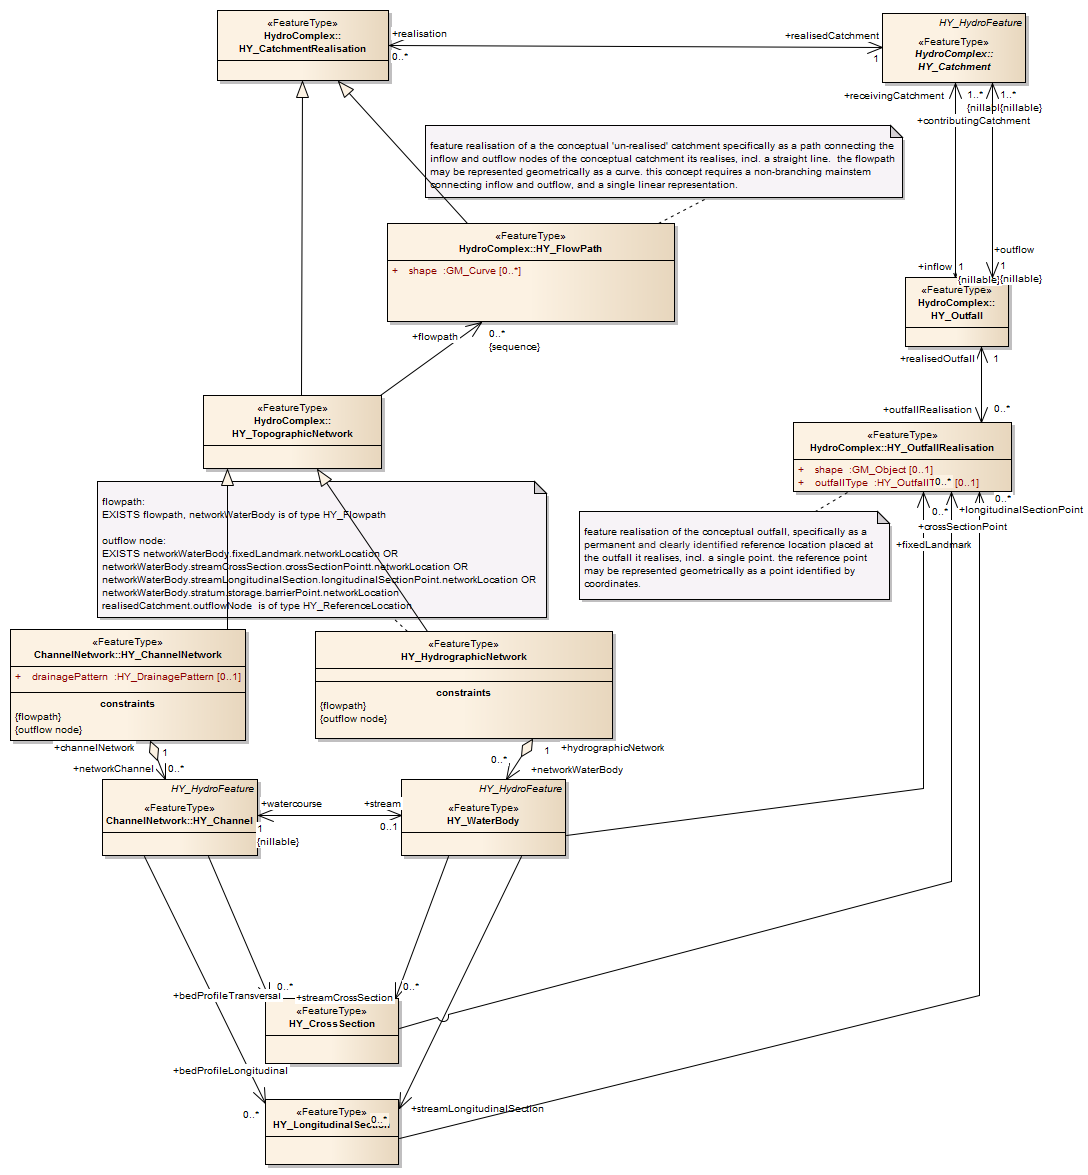 «FeatureType»
HydroComplex::
HY_CatchmentRealisation
+realisation
0..*
+realisedCatchment
1
HY_HydroFeature
«FeatureType»
HydroComplex::
HY_Catchment
+receivingCatchment
1..*
1..*
{nillabl
{nillable}
+contributingCatchment
feature realisation of a the conceptual 'un-realised' catchment specifically as a path connecting the
inflow and outflow nodes of the conceptual catchment its realises, incl. a straight line.  the flowpath
may be represented geometrically as a curve. this concept requires a non-branching mainstem
connecting inflow and outflow, and a single linear representation.
«FeatureType»
HydroComplex::HY_FlowPath
+ shape :GM_Curve [0..*]
+outflow
+inflow
1
1
{nillable}
{nillable}
«FeatureType»
HydroComplex::
HY_Outfall
+flowpath
0..*
{sequence}
+realisedOutfall
1
«FeatureType»
HydroComplex::
HY_TopographicNetwork
+outfallRealisation
0..*
«FeatureType»
HydroComplex::HY_OutfallRealisation
+ shape :GM_Object [0..1]
+ outfallType :HY_OutfallT
0..*
[0..1]
0..*
0..*
+longitudinalSectionPoint
+crossSectionPoint
+fixedLandmark
flowpath:
EXISTS flowpath, networkWaterBody is of type HY_Flowpath
outflow node:
EXISTS networkWaterBody.fixedLandmark.networkLocation OR
networkWaterBody.streamCrossSection.crossSectionPointt.networkLocation OR
networkWaterBody.streamLongitudinalSection.longitudinalSectionPoint.networkLocation OR
networkWaterBody.stratum.storage.barrierPoint.networkLocation
realisedCatchment.outflowNode  is of type HY_ReferenceLocation
feature realisation of the conceptual outfall, specifically as a
permanent and clearly identified reference location placed at
the outfall it realises, incl. a single point. the reference point
may be represented geometrically as a point identified by
coordinates.
«FeatureType»
ChannelNetwork::HY_ChannelNetwork
+ drainagePattern :HY_DrainagePattern [0..1]
constraints
{flowpath}
{outflow node}
«FeatureType»
HY_HydrographicNetwork
constraints
{flowpath}
{outflow node}
+channelNetwork
1
+networkChannel
0..*
1
+hydrographicNetwork
0..*
+networkWaterBody
HY_HydroFeature
«FeatureType»
ChannelNetwork::HY_Channel
+watercourse
1
{nillable}
+stream
0..1
HY_HydroFeature
«FeatureType»
HY_WaterBody
0..*
0..*
+bedProfileTransversal
+streamCrossSection
«FeatureType»
HY_CrossSection
+bedProfileLongitudinal
0..*
«FeatureType»
HY_LongitudinalSection
0..*
+streamLongitudinalSection